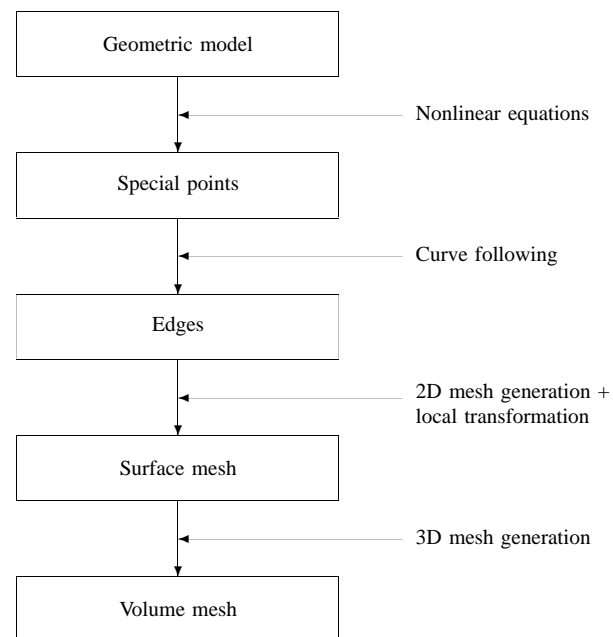 Geometric model
Nonlinear equations
Special points
Curve following
Edges
2D mesh generation +
local transformation
Surface mesh
3D mesh generation
Volume mesh